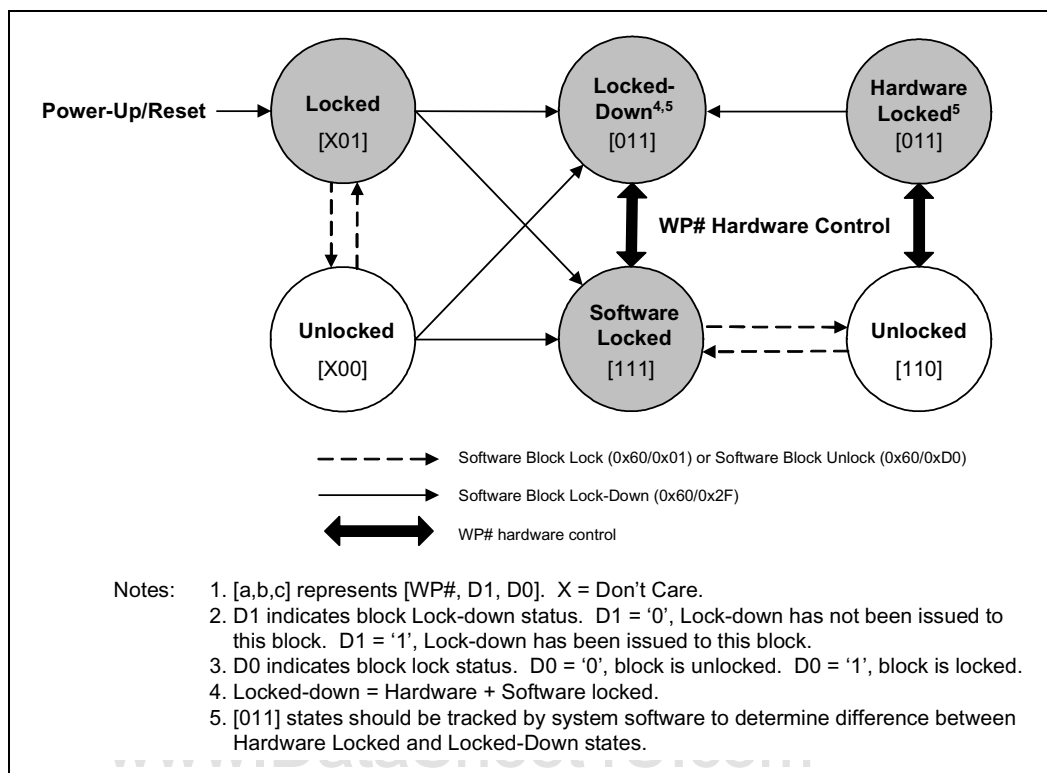 Power-Up/Reset
Locked
[X01]
Locked-
Down4,5
[011]
Hardware
Locked5
[011]
WP# Hardware Control
Unlocked
[X00]
Software
Locked
[111]
Unlocked
[110]
Software Block Lock (0x60/0x01) or Software Block Unlock (0x60/0xD0)
Software Block Lock-Down (0x60/0x2F)
WP# hardware control
Notes: 1. [a,b,c] represents [WP#, D1, D0]. X = Don't Care.
2. D1 indicates block Lock-down status. D1 = '0', Lock-down has not been issued to
this block. D1 = '1', Lock-down has been issued to this block.
3. D0 indicates block lock status. D0 = '0', block is unlocked. D0 = '1', block is locked.
4. Locked-down = Hardware + Software locked.
5. [011] states should be tracked by system software to determine difference between
Hardware Locked and Locked-Down states.